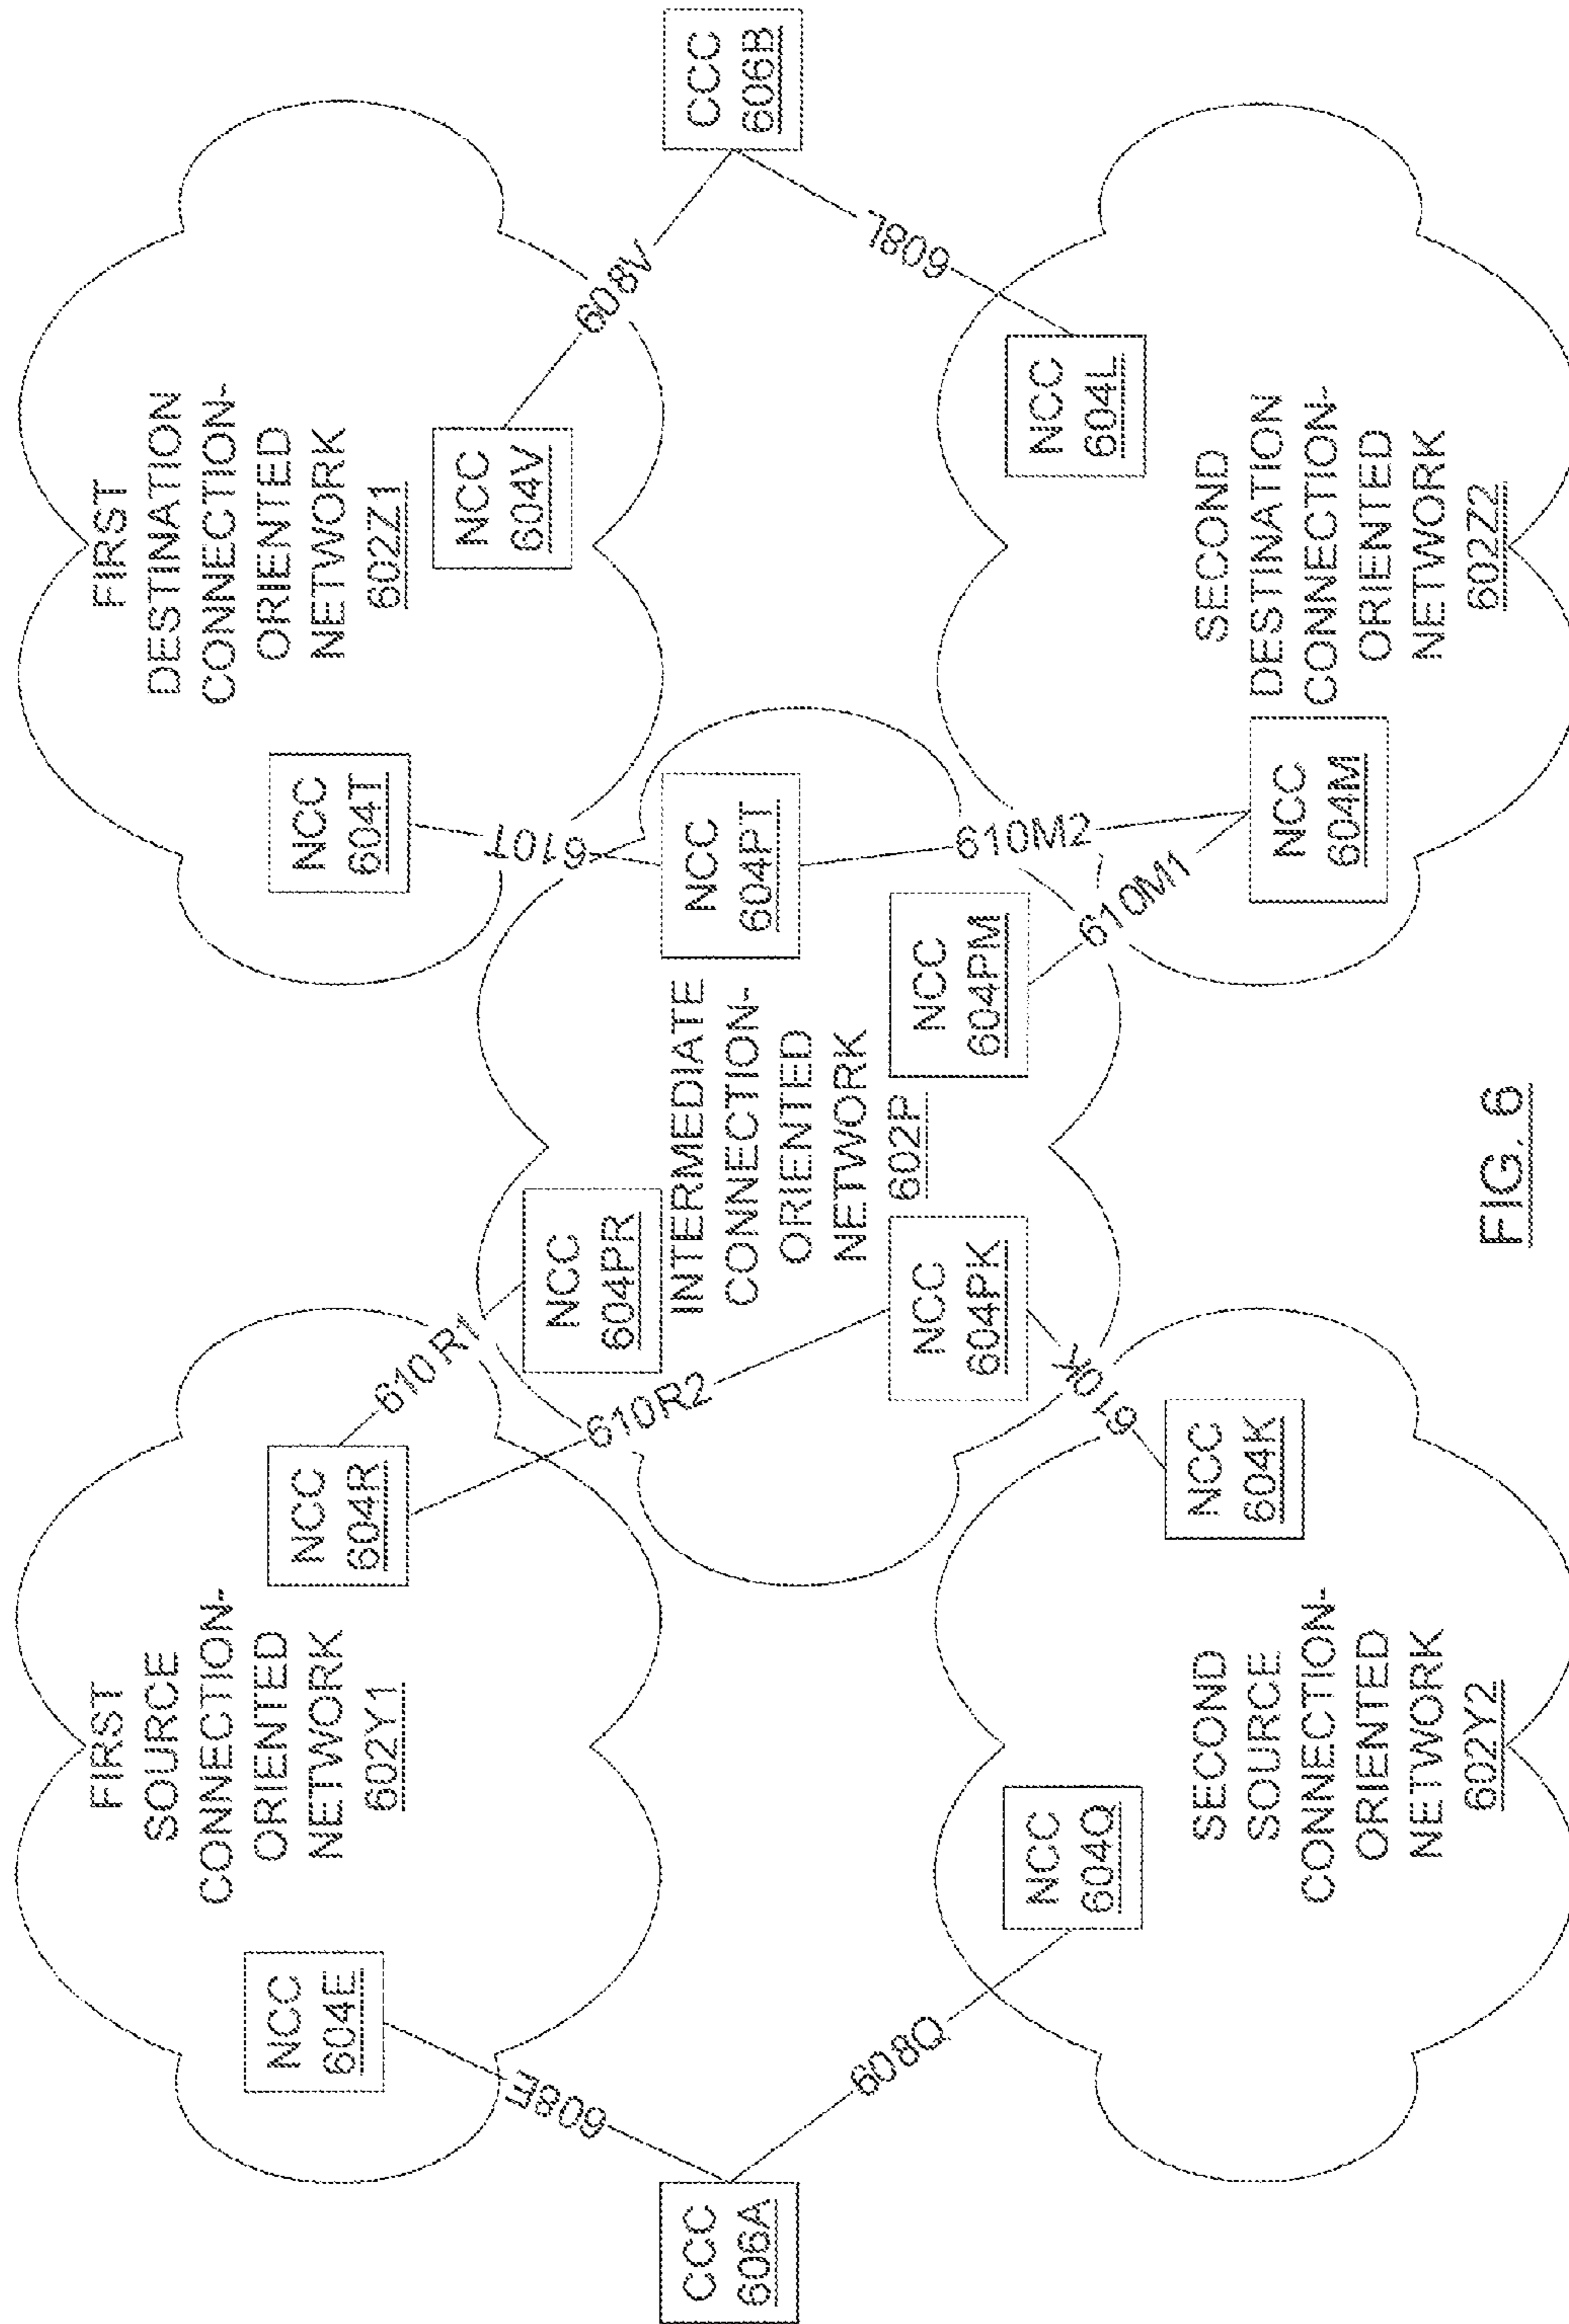 FIRST
SOURCE
CONNECTION-
ORIENTED
NETWORK
602Y1
NCC
604E
NCC
604R
FIRST
DESTINATION
CONNECTION-
ORIENTED
NETWORK
602Z1
NCC
604T
NCC
604V
608E
610R1
610R2
610T
608V
CCC
606A
NCC
604PR
INTERMEDIATE
CONNECTION-
ORIENTED
NETWORK
602P
NCC
604PT
NCC
604PK
NCC
604PM
CCC
606B
608Q
610K
610M1
610M2
608L
NCC
604Q
NCC
604K
SECOND
SOURCE
CONNECTION-
ORIENTED
NETWORK
602Y2
NCC
604M
NCC
604L
SECOND
DESTINATION
CONNECTION-
ORIENTED
NETWORK
602Z2
FIG. 6